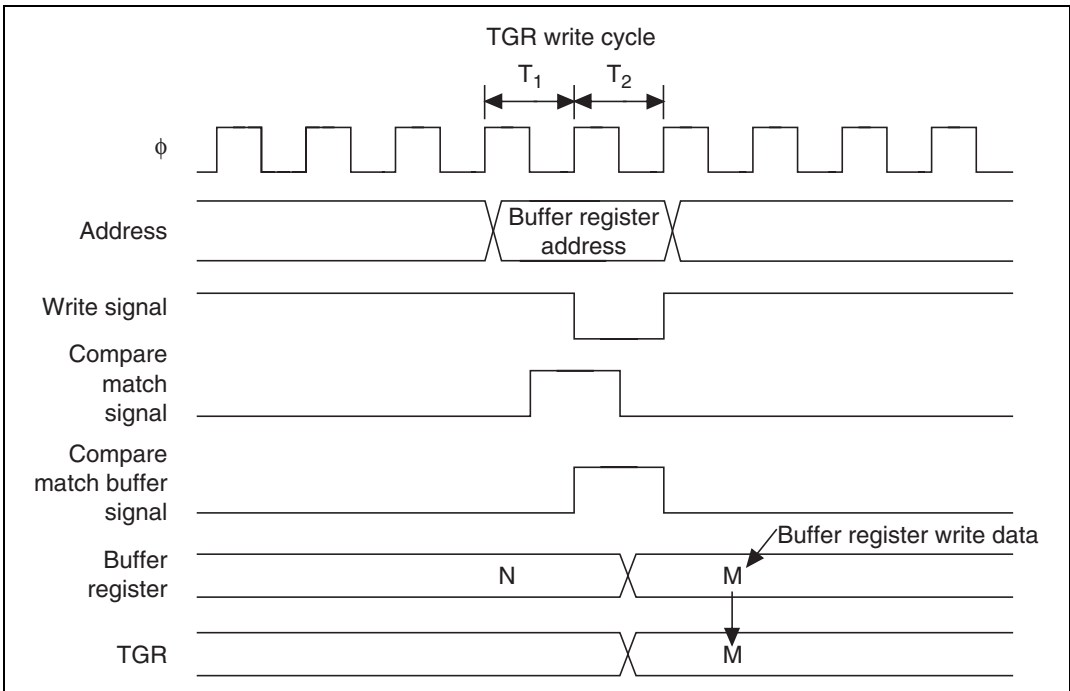 TGR write cycle
T1 T2
ϕ
Address
Buffer register
address
Write signal
Compare
match
signal
Compare
match buffer
signal
Buffer register write data
Buffer
register
N M
TGR
M